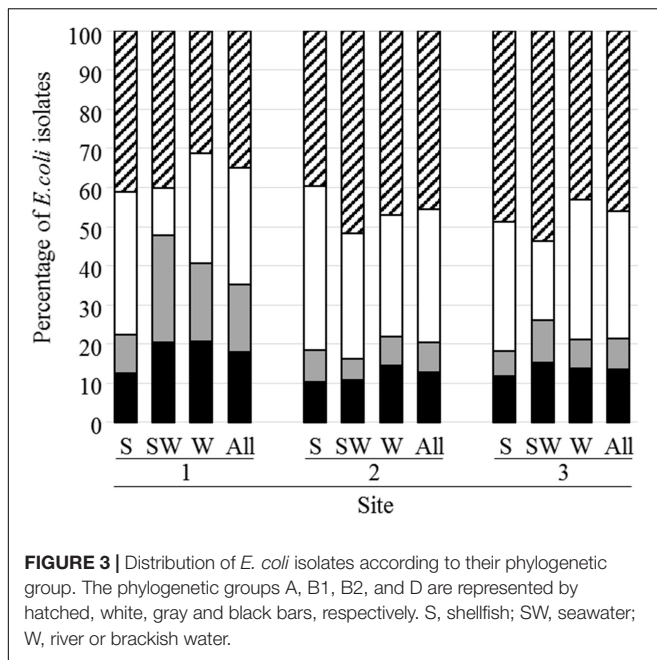 Percentage of E.coli isolates
100
90
80
70
60
50
40
30
20
10
0
S SW W All S SW W All S SW W All
1 2 3
Site
FIGURE 3 | Distribution of E. coli isolates according to their phylogenetic
group. The phylogenetic groups A, B1, B2, and D are represented by
hatched, white, gray and black bars, respectively. S, shellfish; SW, seawater;
W, river or brackish water.